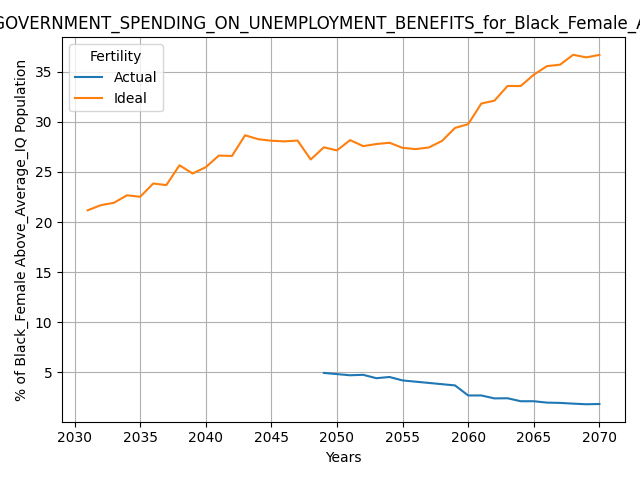 GOVERNMENT_SPENDING_ON_UNEMPLOYMENT_BENEFITS_for_Black_Female_A
Fertility
Actual
Ideal
% of Black_Female Above_Average_IQ Population
35
30
25
20
15
10
5
2030 2035 2040 2045 2050 2055 2060 2065 2070
Years